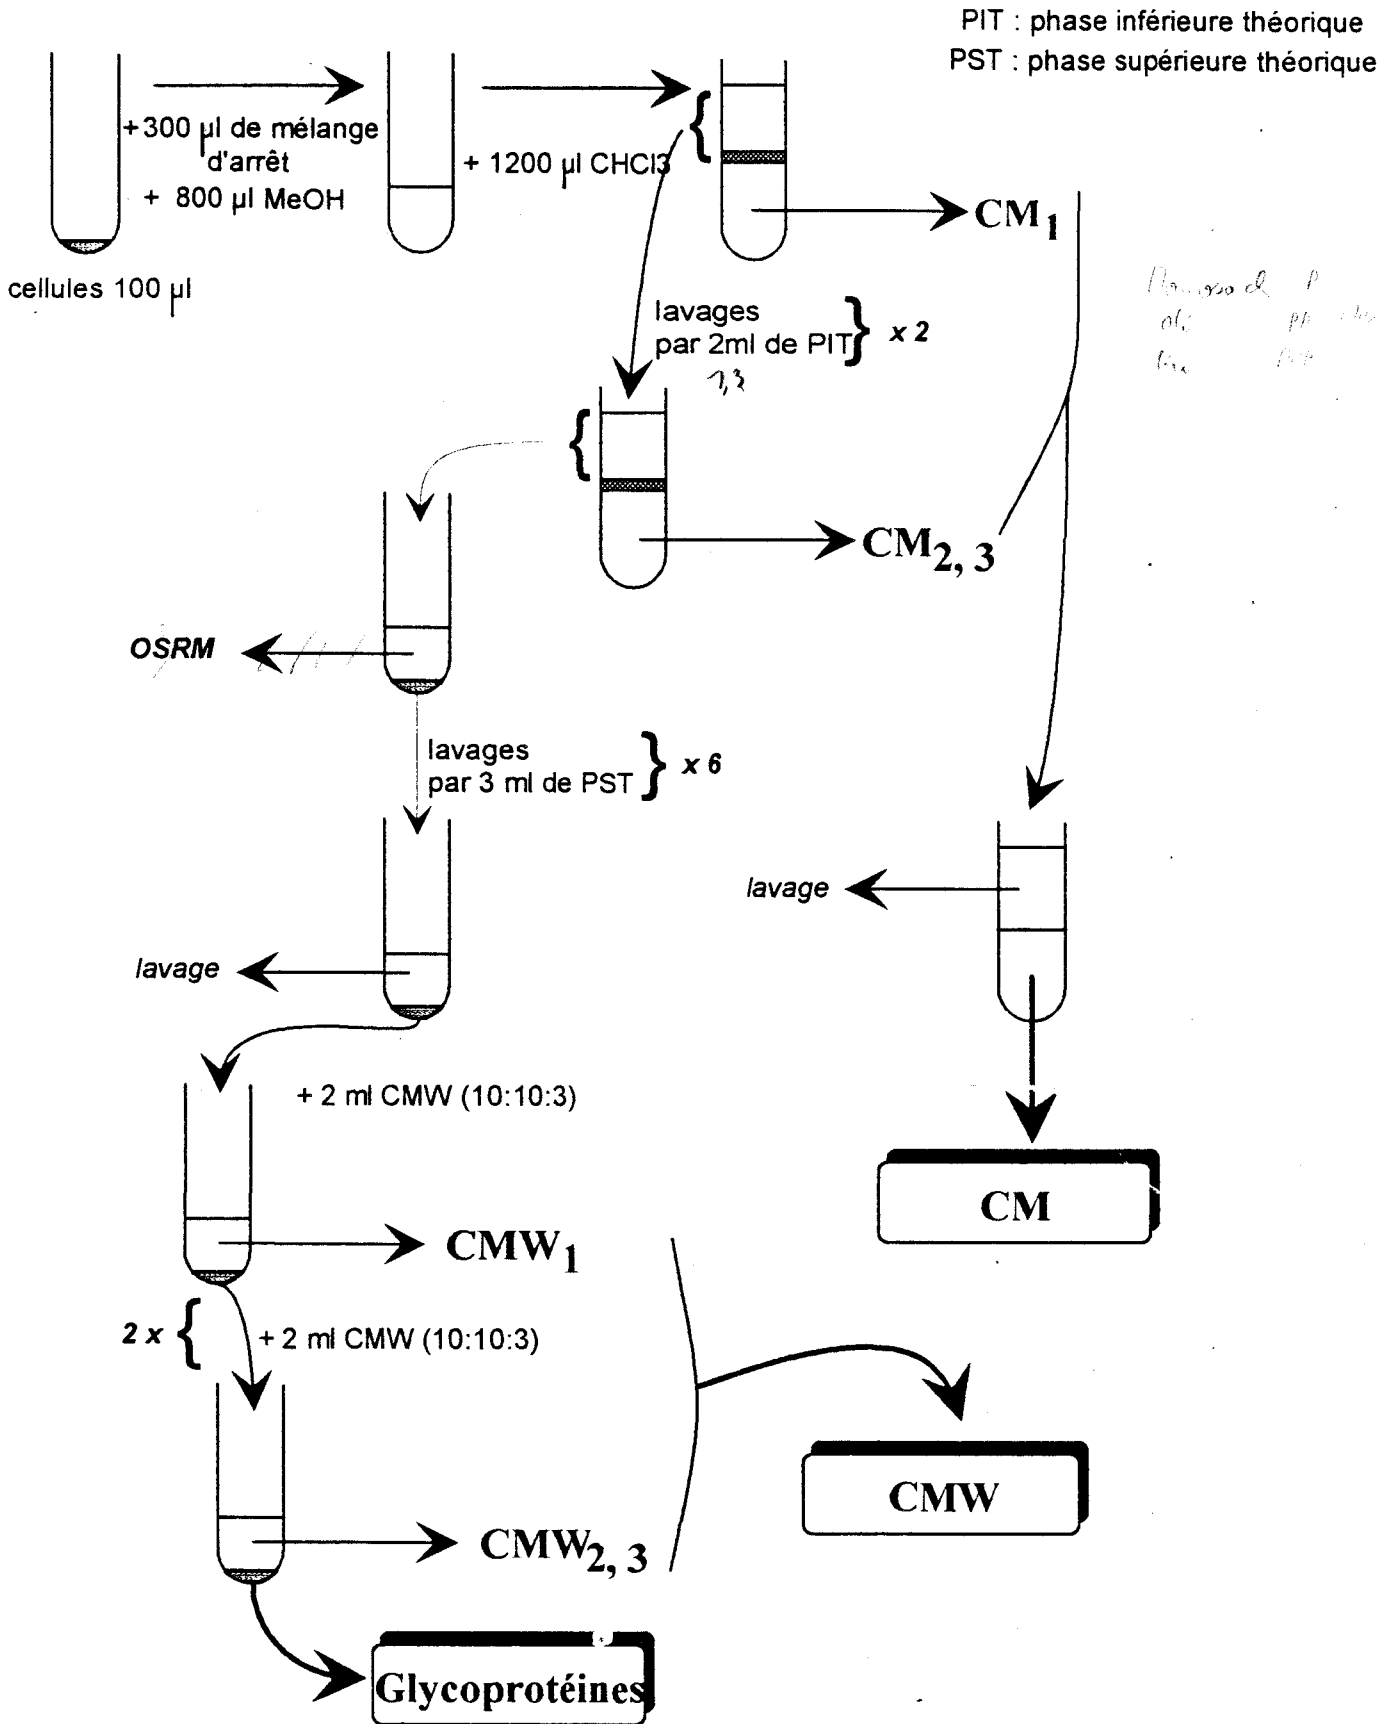 PIT : phase inférieure théorique
PST : phase supérieure théorique
+300 µl de mélange
d'arrêt
+ 800 µl MeOH
+ 1200 µl CHCl3
cellules 100 µl
CM1
lavages
par 2ml de PIT } x 2
CM2, 3
OSRM
lavages
par 3 ml de PST } x 6
lavage
lavage
+ 2 ml CMW (10:10:3)
CM
CMW1
2 x { + 2 ml CMW (10:10:3)
CMW
CMW2, 3
Glycoprotéines